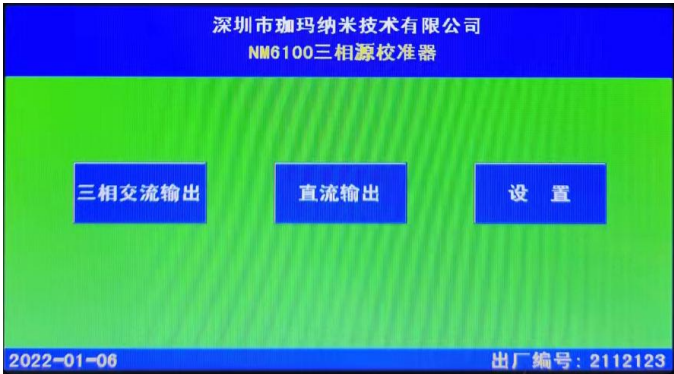 深圳市珈玛纳米技术有限公司
NM6100三相源校准器
三相交流输出
直流输出
设 置
2022-01-06
出厂编号: 2112123